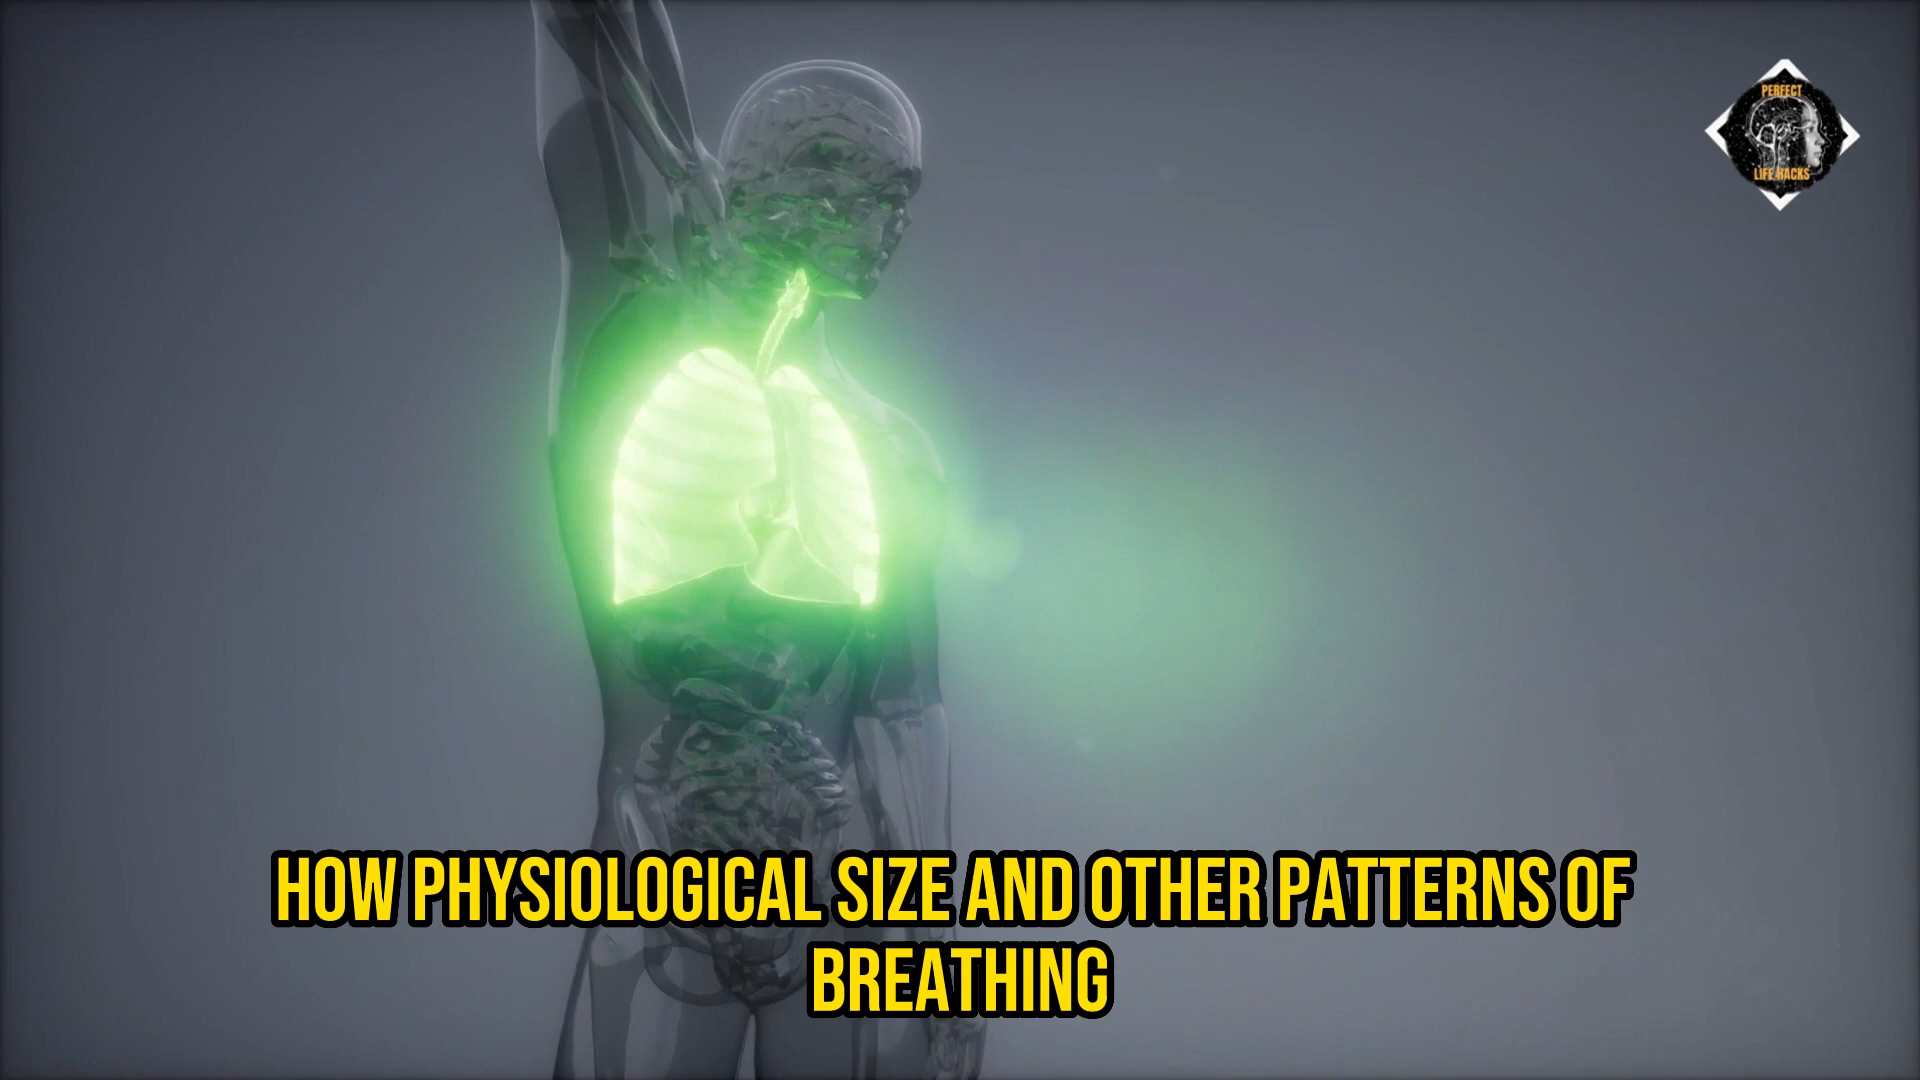 PERFECT
LIFE HACKS
HOW PHYSIOLOGICAL SIZE AND OTHER PATTERNS OF
BREATHING